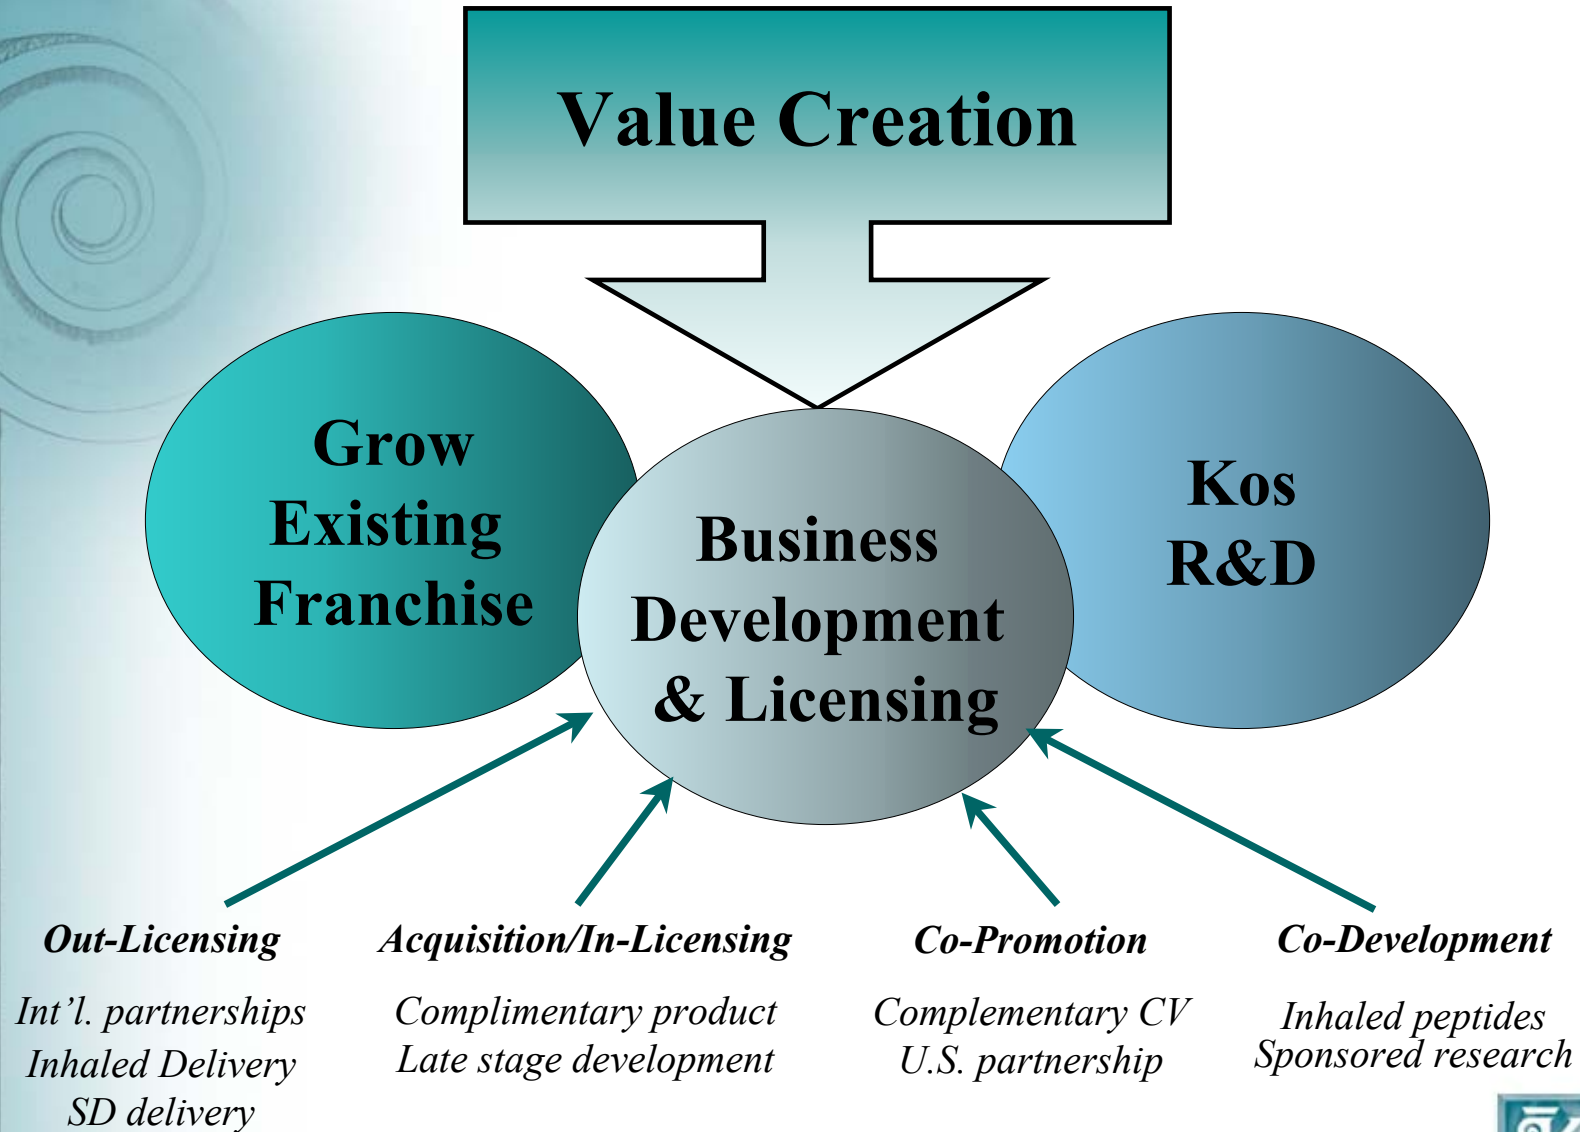 Value Creation
Grow
Existing
Franchise
Business
Development
& Licensing
Kos
R&D
Out-Licensing
Int’l. partnerships
Inhaled Delivery
SD delivery
Acquisition/In-Licensing
Complimentary product
Late stage development
Co-Promotion
Complementary CV
U.S. partnership
Co-Development
Inhaled peptides
Sponsored research